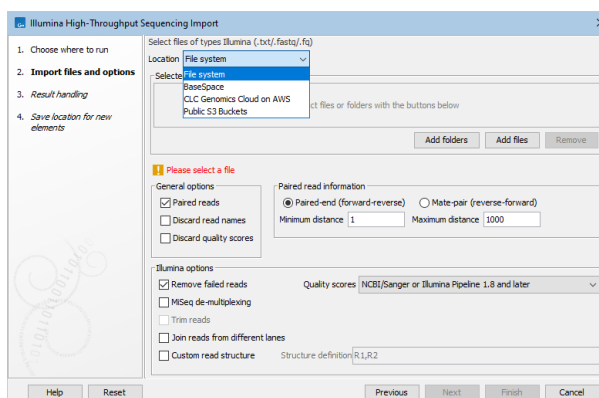 Illumina High-Throughput Sequencing Import
1. Choose where to run
2. Import files and options
3. Result handling
4. Save location for new elements
Select files of types Illumina (.txt/.fastq/.fq)
Location File system
Selecte
File system
BaseSpace
CLC Genomics Cloud on AWS
Public S3 Buckets
ct files or folders with the buttons below
Add folders Add files Remove
Please select a file
General options
Paired reads
Discard read names
Discard quality scores
Paired read information
Paired-end (forward-reverse) Mate-pair (reverse-forward)
Minimum distance 1 Maximum distance 1000
Illumina options
Remove failed reads Quality scores NCBI/Sanger or Illumina Pipeline 1.8 and later
MiSeq de-multiplexing
Trim reads
Join reads from different lanes
Custom read structure Structure definition R1,R2
Help Reset Previous Next Finish Cancel